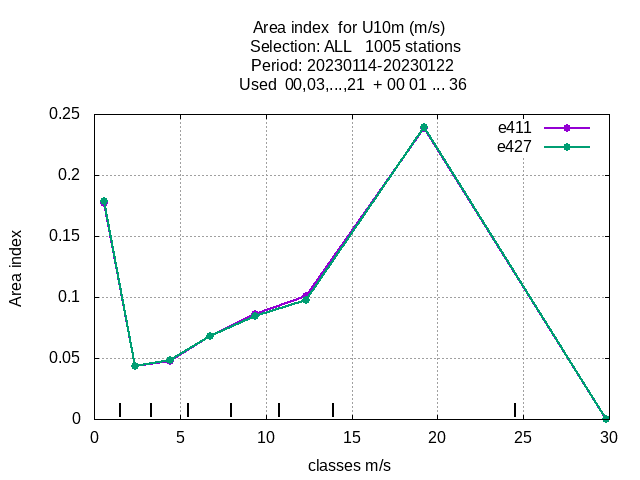 Area index  for U10m (m/s)
Selection: ALL   1005 stations
Period: 20230114-20230122
Used  00,03,...,21  + 00 01 ... 36
e411
e427
0.25
0.2
0.15
0.1
0.05
0
Area index
0 5 10 15 20 25 30
classes m/s